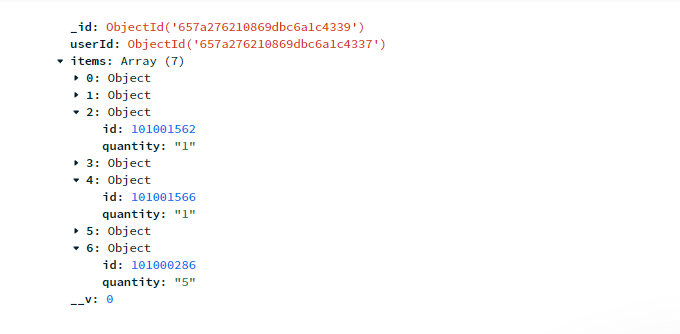 _id: ObjectId('657a276210869dbc6a1c4339')
userId: ObjectId('657a276210869dbc6a1c4337')
items: Array (7)
0: Object
1: Object
2: Object
id: 101001562
quantity: "1"
3: Object
4: Object
id: 101001566
quantity: "1"
5: Object
6: Object
id: 101000286
quantity: "5"
__v: 0